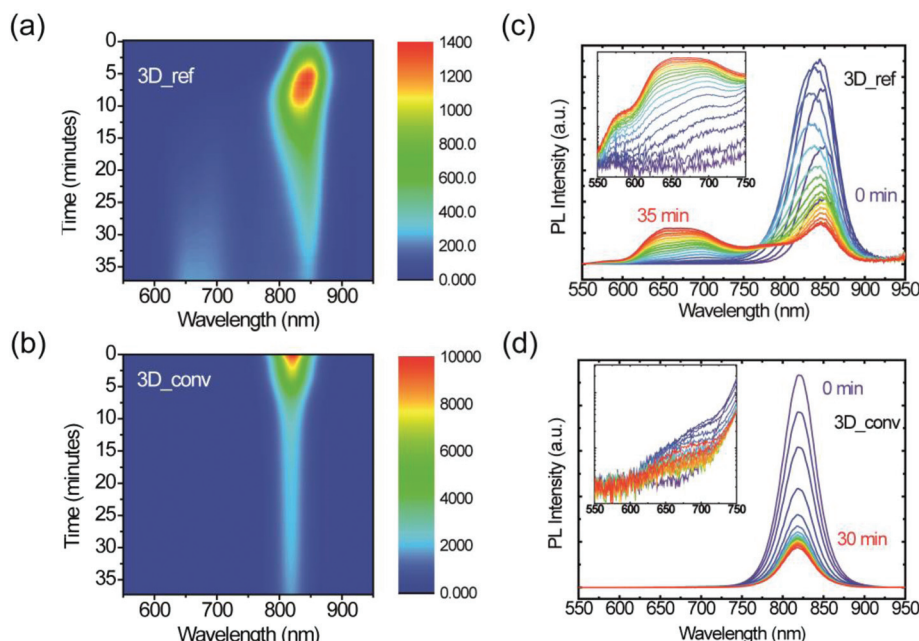 (a)
3D_ref
0
5
10
15
20
25
30
35
Time (minutes)
600 700 800 900
Wavelength (nm)
1400
1200
1000
800.0
600.0
400.0
200.0
0.000
(c)
3D_ref
0 min
35 min
PL Intensity (a.u.)
550 600 650 700 750
550 600 650 700 750 800 850 900 950
Wavelength (nm)
(b)
3D_conv
0
5
10
15
20
25
30
35
Time (minutes)
600 700 800 900
Wavelength (nm)
10000
8000
6000
4000
2000
0.000
(d)
0 min
3D_conv
30 min
PL Intensity (a.u.)
550 600 650 700 750
550 600 650 700 750 800 850 900 950
Wavelength (nm)